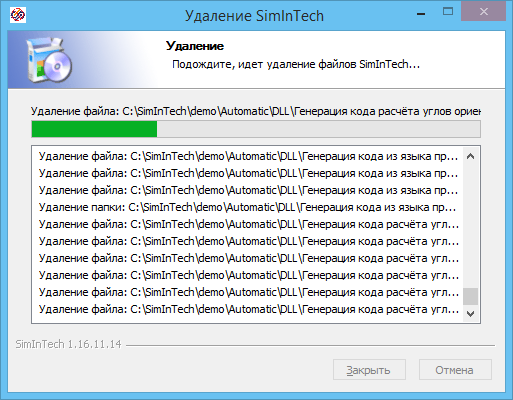 Удаление SimInTech
Удаление
Подождите, идет удаление файлов SimInTech...
Удаление файла: C:\SimInTech\demo\Automatic\DLL\Генерация кода расчёта углов ориен
Удаление файла: C:\SimInTech\demo\Automatic\DLL\Генерация кода из языка пр...
Удаление файла: C:\SimInTech\demo\Automatic\DLL\Генерация кода из языка пр...
Удаление файла: C:\SimInTech\demo\Automatic\DLL\Генерация кода из языка пр...
Удаление папки: C:\SimInTech\demo\Automatic\DLL\Генерация кода из языка пр...
Удаление файла: C:\SimInTech\demo\Automatic\DLL\Генерация кода расчёта угл...
Удаление файла: C:\SimInTech\demo\Automatic\DLL\Генерация кода расчёта угл...
Удаление файла: C:\SimInTech\demo\Automatic\DLL\Генерация кода расчёта угл...
Удаление файла: C:\SimInTech\demo\Automatic\DLL\Генерация кода расчёта угл...
Удаление файла: C:\SimInTech\demo\Automatic\DLL\Генерация кода расчёта угл...
Удаление файла: C:\SimInTech\demo\Automatic\DLL\Генерация кода расчёта угл...
SimInTech 1.16.11.14
Закрыть
Отмена